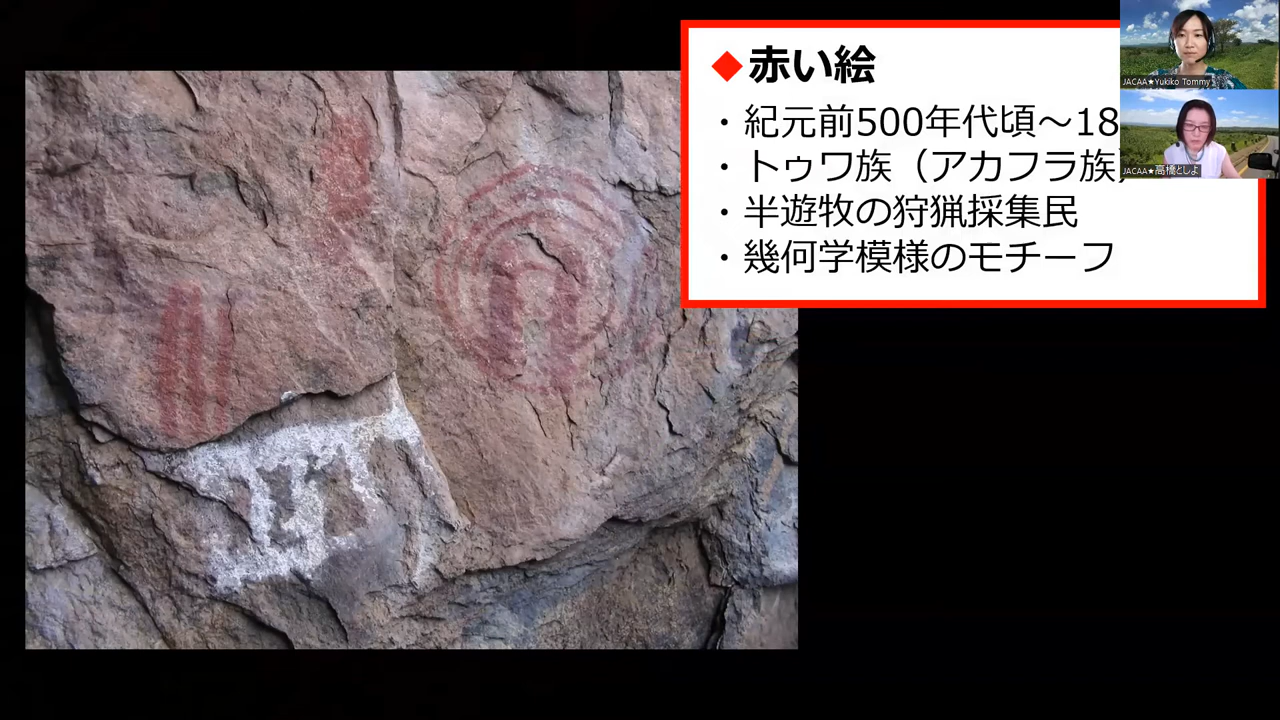 ◆赤い絵
・紀元前500年代頃～18
・トゥワ族（アカフラ族
・半遊牧の狩猟採集民
・幾何学模様のモチーフ
JACAA★Yukiko Tommy
JACAA★高橋としよ